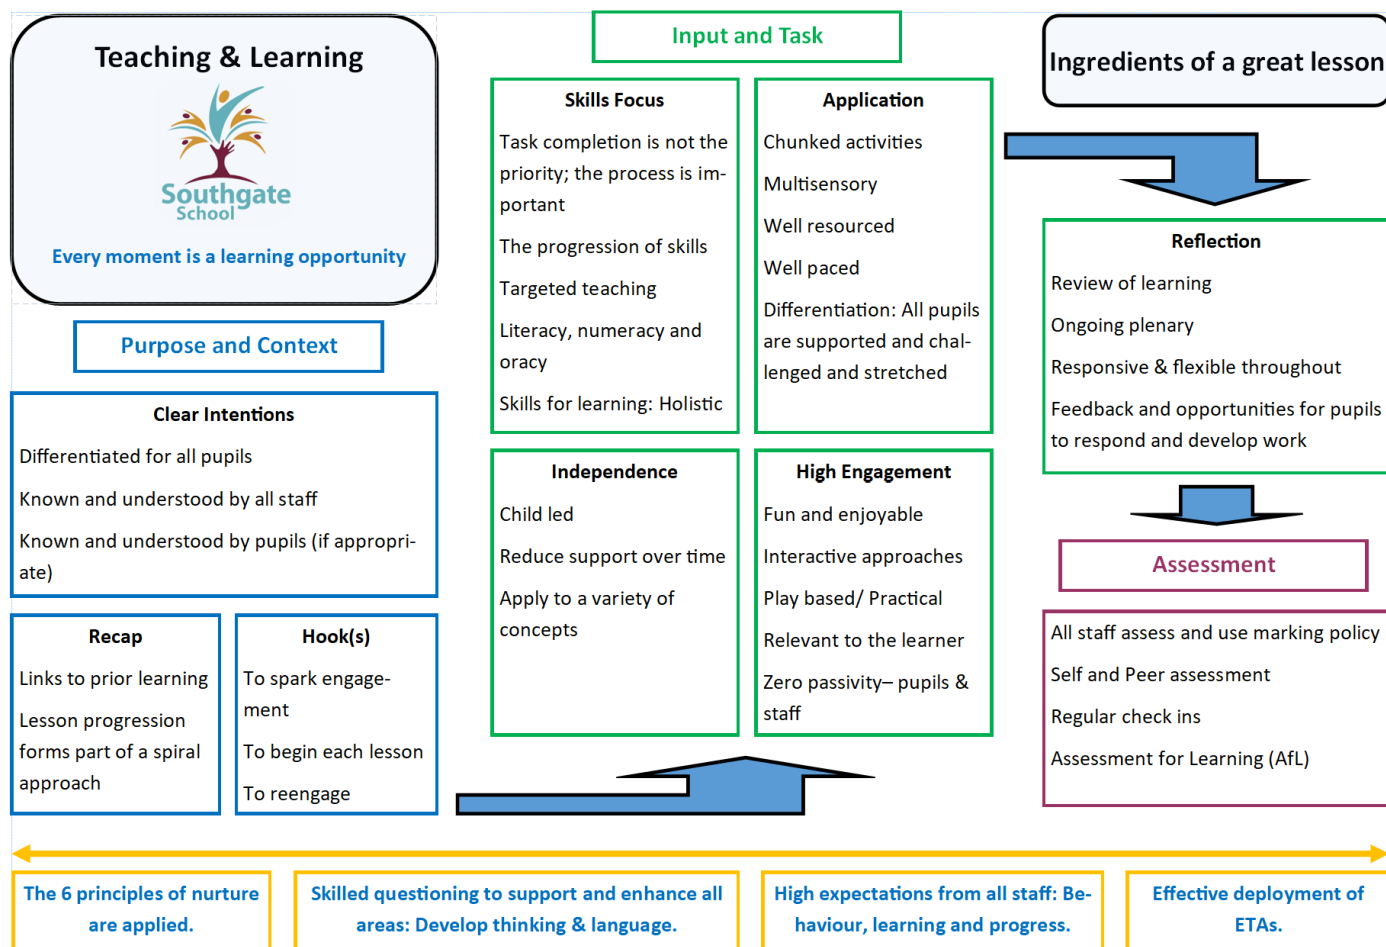 Teaching & Learning
Southgate
School
Every moment is a learning opportunity
Purpose and Context
Clear Intentions
Differentiated for all pupils
Known and understood by all staff
Known and understood by pupils (if appropri-
ate)
Recap
Links to prior learning
Lesson progression
forms part of a spiral
approach
Hook(s)
To spark engage-
ment
To begin each lesson
To reengage
Input and Task
Skills Focus
Task completion is not the
priority; the process is im-
portant
The progression of skills
Targeted teaching
Literacy, numeracy and
oracy
Skills for learning: Holistic
Application
Chunked activities
Multisensory
Well resourced
Well paced
Differentiation: All pupils
are supported and chal-
lenged and stretched
Independence
Child led
Reduce support over time
Apply to a variety of
concepts
High Engagement
Fun and enjoyable
Interactive approaches
Play based/ Practical
Relevant to the learner
Zero passivity– pupils &
staff
Ingredients of a great lesson
Reflection
Review of learning
Ongoing plenary
Responsive & flexible throughout
Feedback and opportunities for pupils
to respond and develop work
Assessment
All staff assess and use marking policy
Self and Peer assessment
Regular check ins
Assessment for Learning (AfL)
The 6 principles of nurture
are applied.
Skilled questioning to support and enhance all
areas: Develop thinking & language.
High expectations from all staff: Be-
haviour, learning and progress.
Effective deployment of
ETAs.